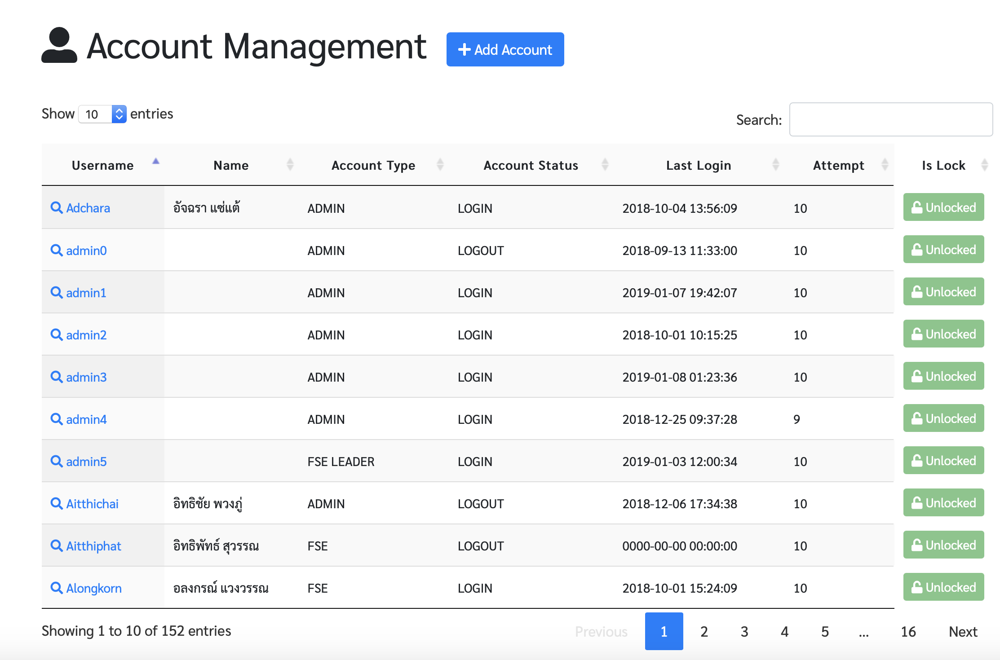 Account Management
Add Account
Show 10 entries
Search:
Username Name Account Type Account Status Last Login Attempt Is Lock
Adchara อัจฉรา แซ่แต้ ADMIN LOGIN 2018-10-04 13:56:09 10 Unlocked
admin0 ADMIN LOGOUT 2018-09-13 11:33:00 10 Unlocked
admin1 ADMIN LOGIN 2019-01-07 19:42:07 10 Unlocked
admin2 ADMIN LOGIN 2018-10-01 10:15:25 10 Unlocked
admin3 ADMIN LOGIN 2019-01-08 01:23:36 10 Unlocked
admin4 ADMIN LOGIN 2018-12-25 09:37:28 9 Unlocked
admin5 FSE LEADER LOGIN 2019-01-03 12:00:34 10 Unlocked
Aitthichai อิทธิชัย พวงภู่ ADMIN LOGOUT 2018-12-06 17:34:38 10 Unlocked
Aitthiphat อิทธิพัทธ์ สุวรรณ FSE LOGOUT 0000-00-00 00:00:00 10 Unlocked
Alongkorn อลงกรณ์ แวงวรรณ FSE LOGIN 2018-10-01 15:24:09 10 Unlocked
Showing 1 to 10 of 152 entries
Previous 1 2 3 4 5 ... 16 Next